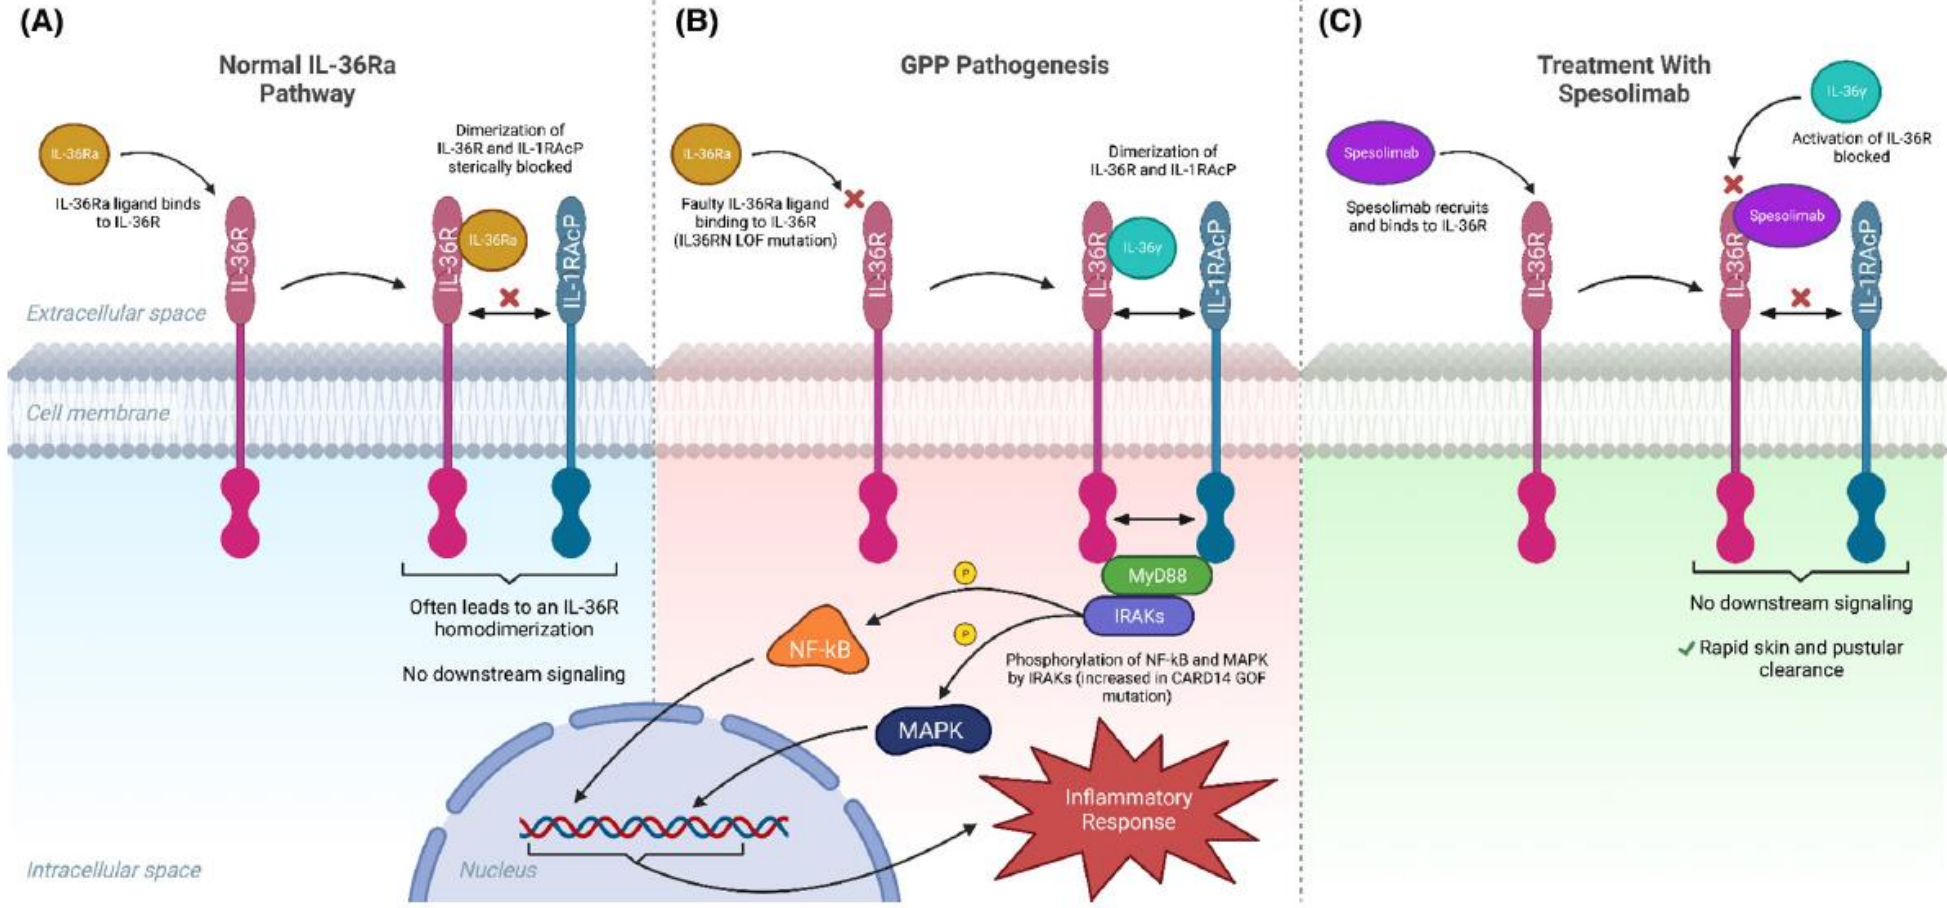 (A)
Normal IL-36Ra
Pathway
IL-36Ra
IL-36Ra ligand binds
to IL-36R
Dimerization of
IL-36R and IL-1RAcP
sterically blocked
IL-36R
IL-36R
IL-36Ra
IL-1RAcP
Extracellular space
Cell membrane
Often leads to an IL-36R
homodimerization
No downstream signaling
Intracellular space
(B)
GPP Pathogenesis
IL-36Ra
Faulty IL-36Ra ligand
binding to IL-36R
(IL36RN LOF mutation)
Dimerization of
IL-36R and IL-1RAcP
IL-36R
IL-36R
IL-36γ
IL-1RAcP
MyD88
IRAKs
P
P
NF-kB
Phosphorylation of NF-kB and MAPK
by IRAKs (increased in CARD14 GOF
mutation)
MAPK
Inflammatory
Response
Nucleus
(C)
Treatment With
Spesolimab
IL-36γ
Spesolimab
Activation of IL-36R
blocked
Spesolimab recruits
and binds to IL-36R
IL-36R
IL-36R
Spesolimab
IL-1RAcP
No downstream signaling
Rapid skin and pustular
clearance